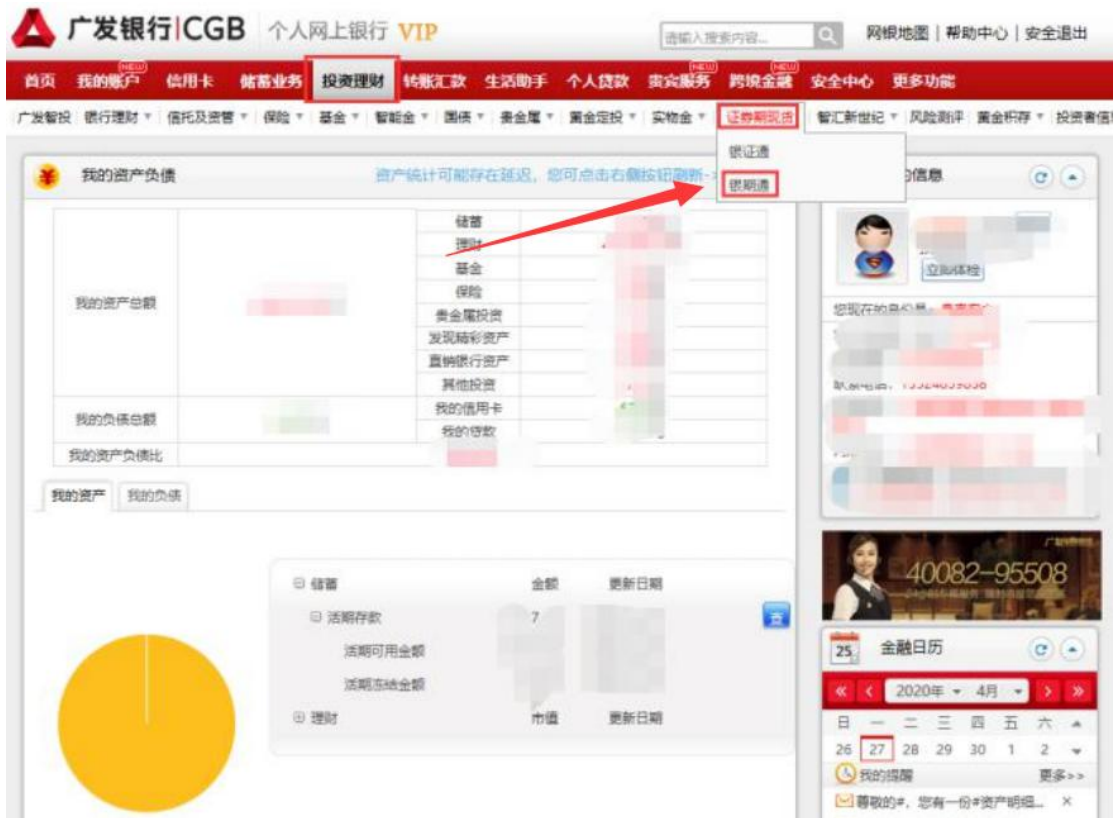 广发银行|CGB 个人网上银行 VIP
请输入搜索内容...
网银地图 | 帮助中心 | 安全退出
首页 我的账户 信用卡 储蓄业务 投资理财 转账汇款 生活助手 个人贷款 贵宾服务 跨境金融 安全中心 更多功能
NEW NEW NEW
广发智投 银行理财 信托及资管 保险 基金 智能金 国债 贵金属 黄金定投 实物金 证券期现货 智汇新世纪 风险测评 黄金积存 投资者信
银证通
银期通
我的资产负债
资产统计可能存在延迟，您可点击右侧按钮刷新->
的信息
立即体检
我的资产总额
储蓄
理财
基金
保险
贵金属投资
发现精彩资产
直销银行资产
其他投资
我的负债总额
我的信用卡
我的贷款
我的资产负债比
您现在的身份是：
联系电话：
我的资产 我的负债
储蓄 金额 更新日期
活期存款 7
查
活期可用金额
活期冻结金额
理财 市值 更新日期
40082-95508
25 金融日历
« ‹ 2020年 4月 › »
日 一 二 三 四 五 六
26 27 28 29 30 1 2
我的提醒 更多>>
尊敬的#，您有一份#资产明细... ×